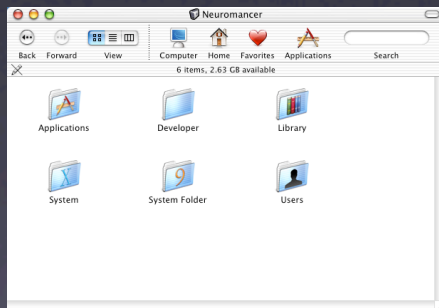 Neuromancer
Back Forward View Computer Home Favorites Applications Search
6 items, 2.63 GB available
Applications Developer Library
X 9
System System Folder Users